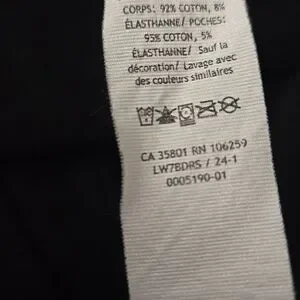 CORPS: 92% COTON, 8%
ÉLASTHANNE/ POCHES:
95% COTON, 5%
ÉLASTHANNE/ Sauf la
décoration/ Lavage avec
des couleurs similaires
CA 35801 RN 106259
LW7BDRS / 24-1
0005190-01